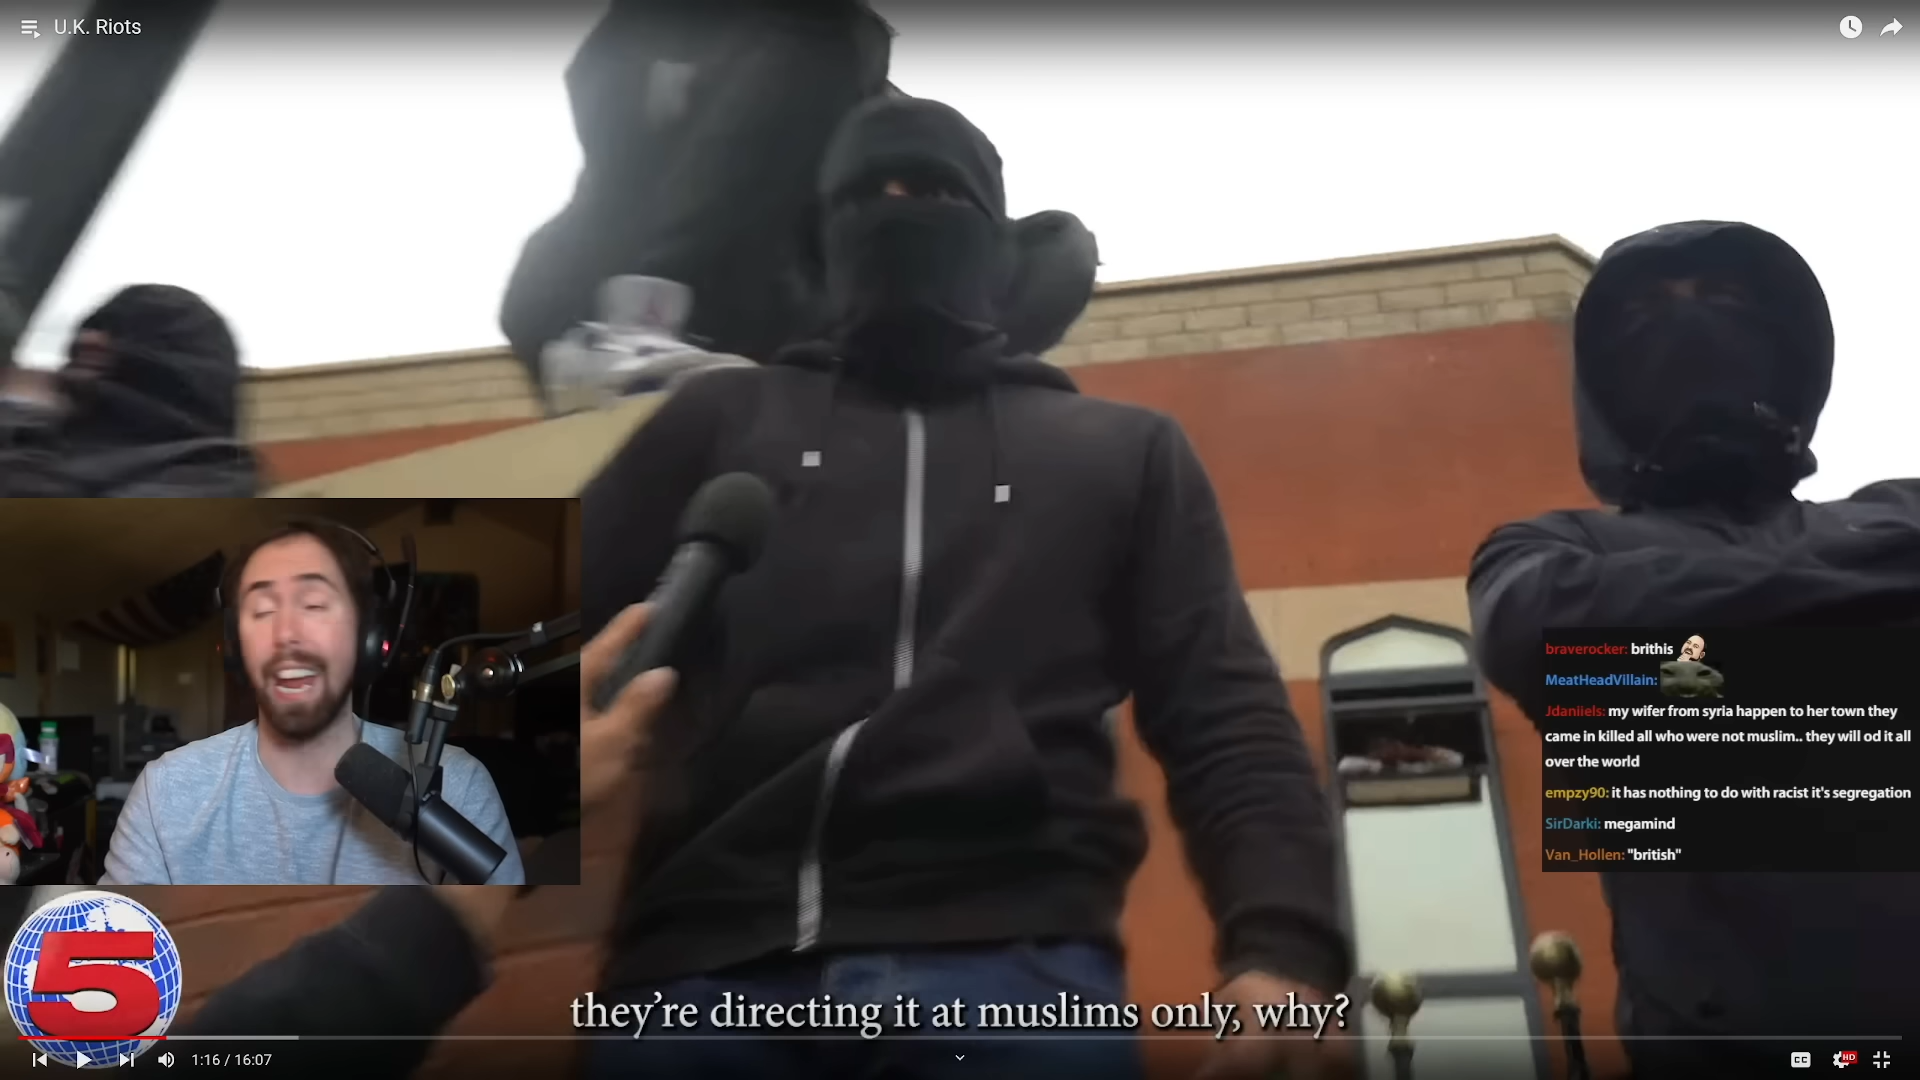 U.K. Riots
braverocker: brithis
MeatHeadVillain:
Jdaniiels: my wifer from syria happen to her town they
came in killed all who were not muslim.. they will od it all
over the world
empzy90: it has nothing to do with racist it's segregation
SirDarki: megamind
Van_Hollen: "british"
5
they're directing it at muslims only, why?
1:16 / 16:07
CC
HD